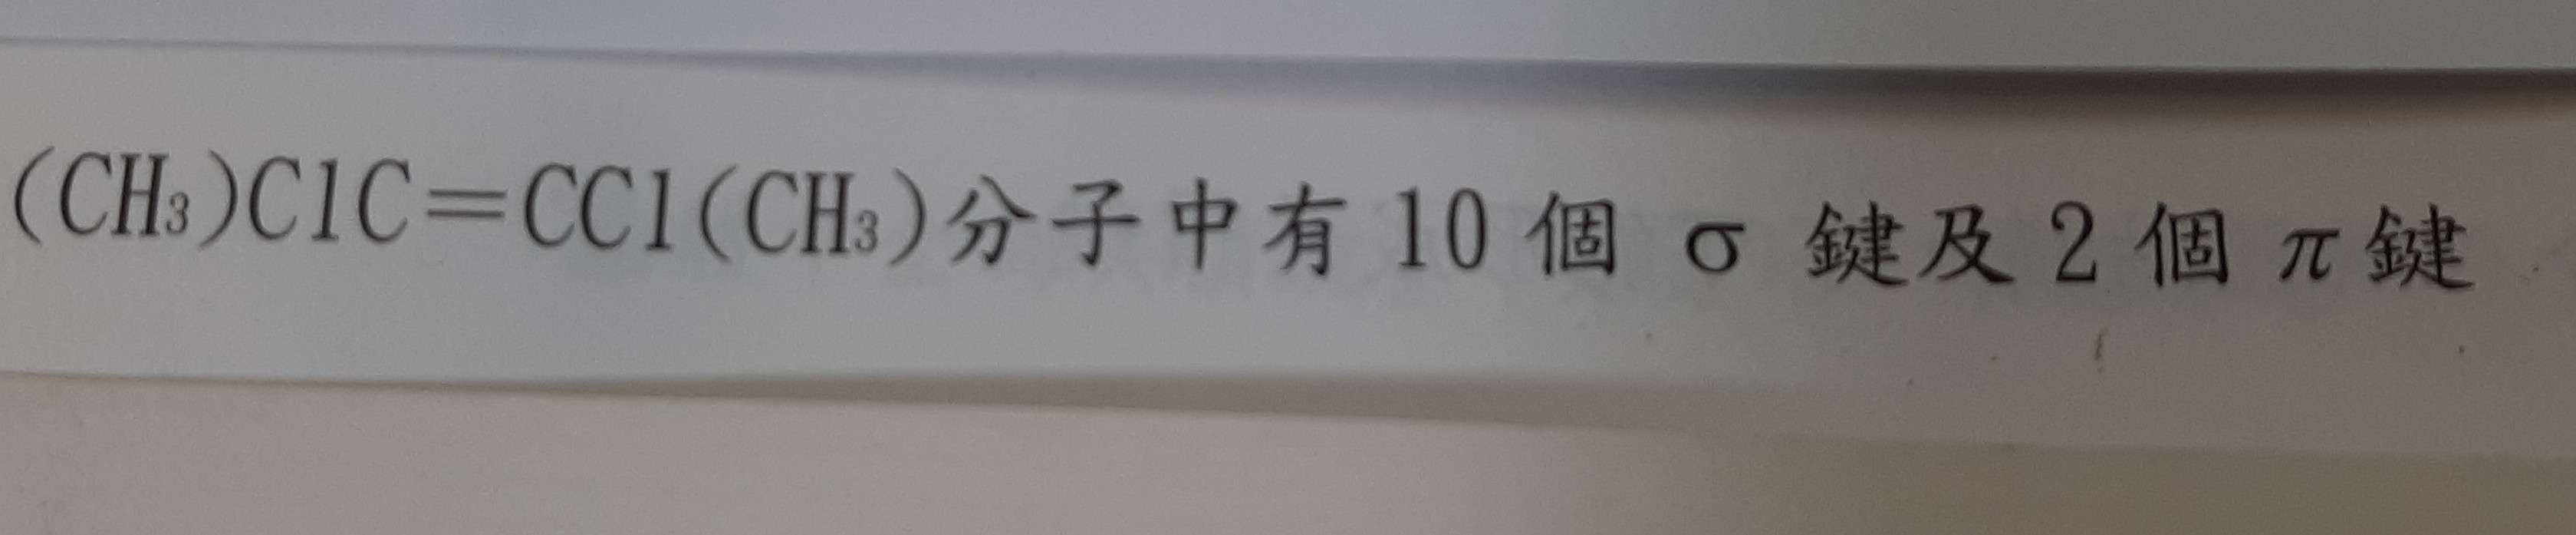 (CH₃)ClC=CCl(CH₃)分子中有 10 個 σ 鍵及 2 個 π 鍵